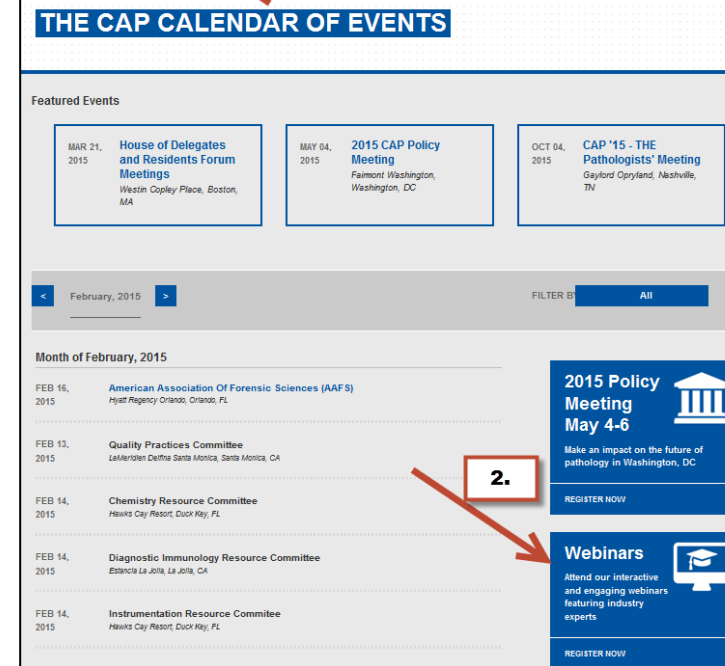 THE CAP CALENDAR OF EVENTS
Featured Events
MAR 21,
2015
House of Delegates
and Residents Forum
Meetings
Westin Copley Place, Boston,
MA
MAY 04,
2015
2015 CAP Policy
Meeting
Fairmont Washington,
Washington, DC
OCT 04,
2015
CAP '15 - THE
Pathologists' Meeting
Gaylord Opryland, Nashville,
TN
<
February, 2015
>
FILTER BY
All
Month of February, 2015
FEB 16,
2015
American Association Of Forensic Sciences (AAFS)
Hyatt Regency Orlando, Orlando, FL
FEB 13,
2015
Quality Practices Committee
LeMeridien Delfina Santa Monica, Santa Monica, CA
FEB 14,
2015
Chemistry Resource Committee
Hawks Cay Resort, Duck Key, FL
FEB 14,
2015
Diagnostic Immunology Resource Committee
Estancia La Jolla, La Jolla, CA
FEB 14,
2015
Instrumentation Resource Commitee
Hawks Cay Resort, Duck Key, FL
2015 Policy
Meeting
May 4-6
Make an impact on the future of
pathology in Washington, DC
REGISTER NOW
2.
Webinars
Attend our interactive
and engaging webinars
featuring industry
experts
REGISTER NOW